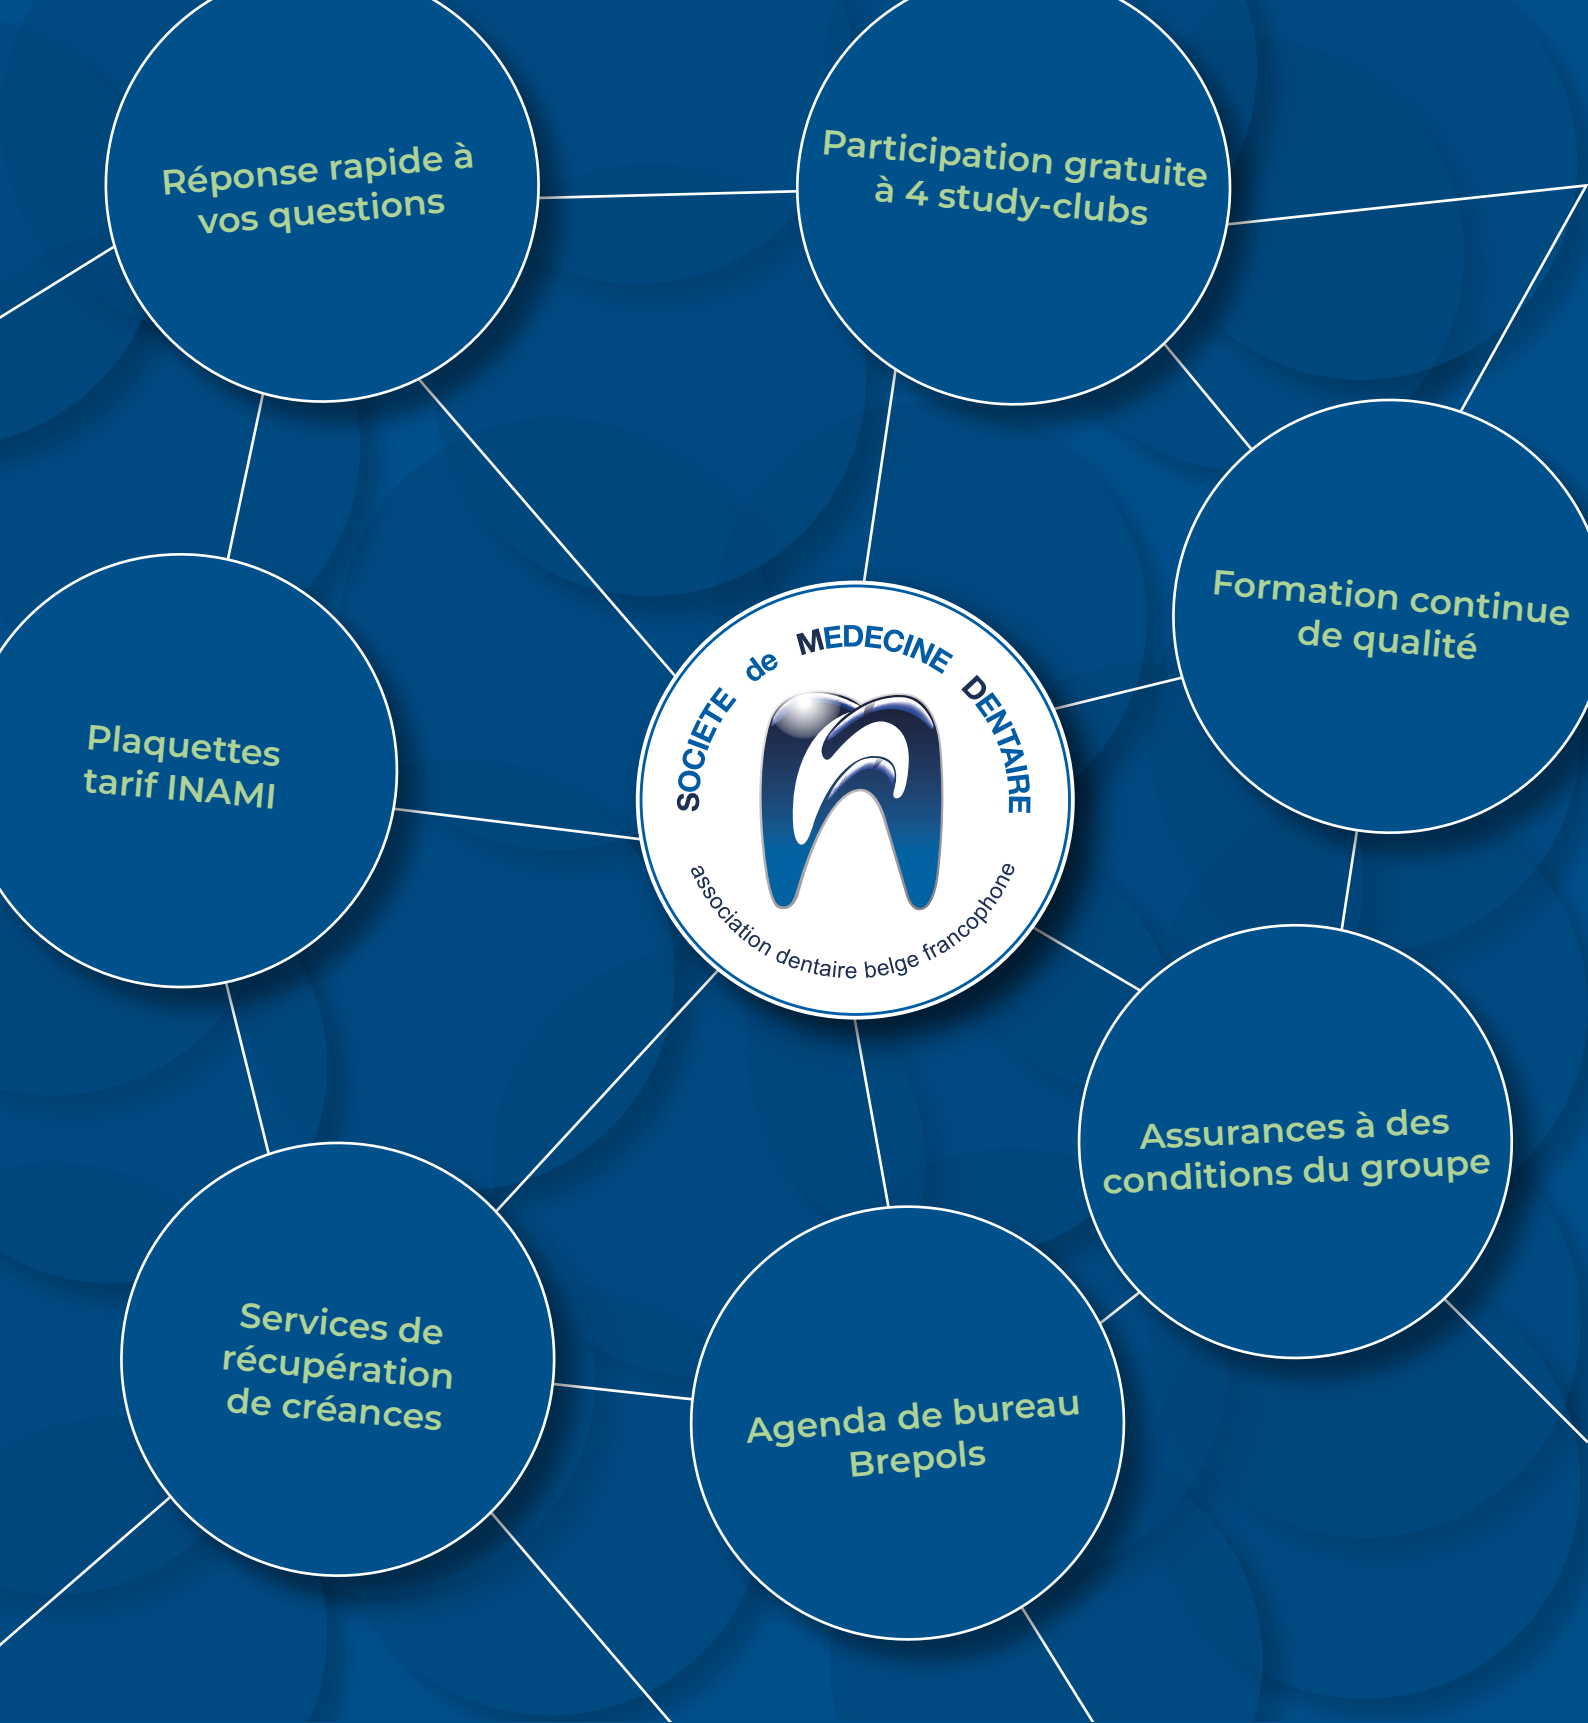 Réponse rapide à
vos questions
Participation gratuite
à 4 study-clubs
Formation continue
de qualité
SOCIETE de MEDECINE DENTAIRE
association dentaire belge francophone
Plaquettes
tarif INAMI
Assurances à des
conditions du groupe
Services de
récupération
de créances
Agenda de bureau
Brepols